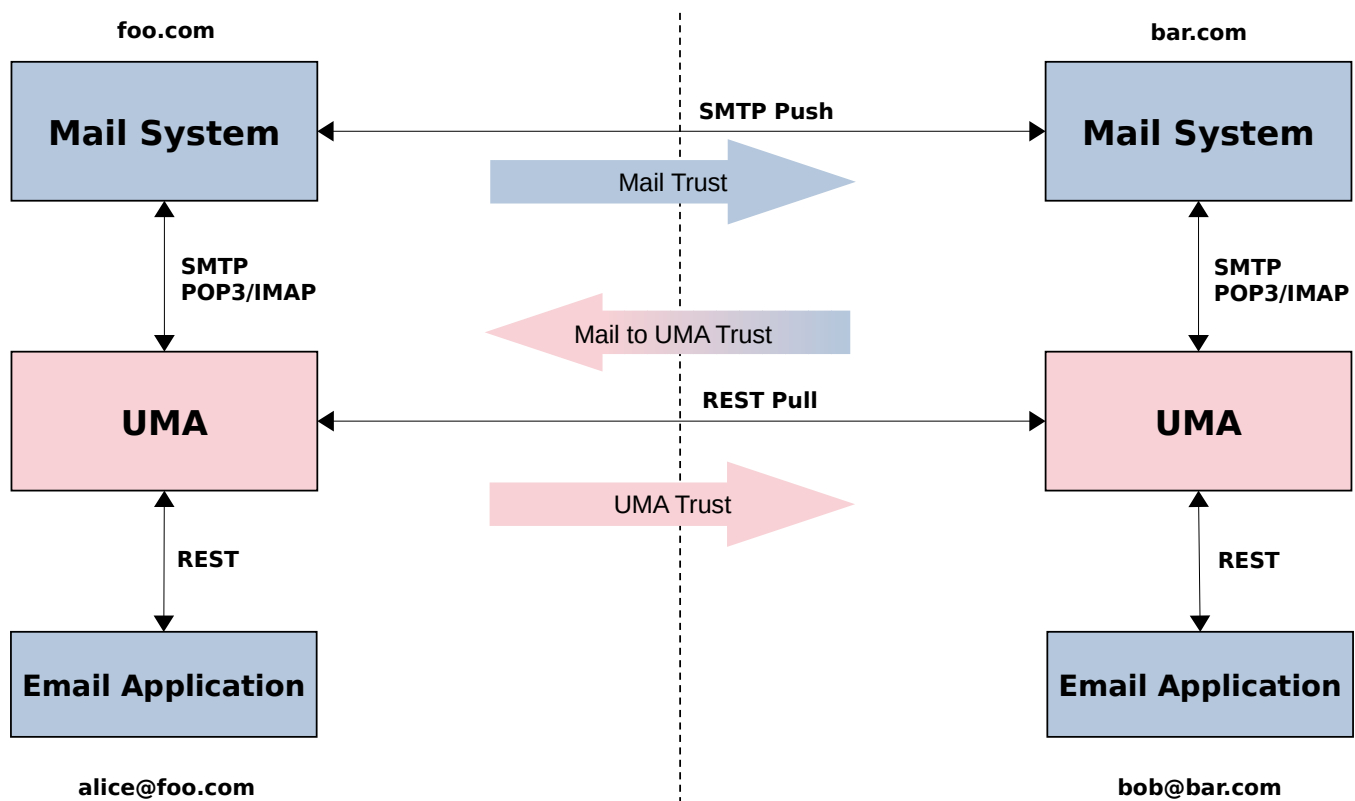 foo.com
bar.com
Mail System
SMTP Push
Mail System
Mail Trust
SMTP
POP3/IMAP
SMTP
POP3/IMAP
Mail to UMA Trust
UMA
REST Pull
UMA
UMA Trust
REST
REST
Email Application
Email Application
alice@foo.com
bob@bar.com